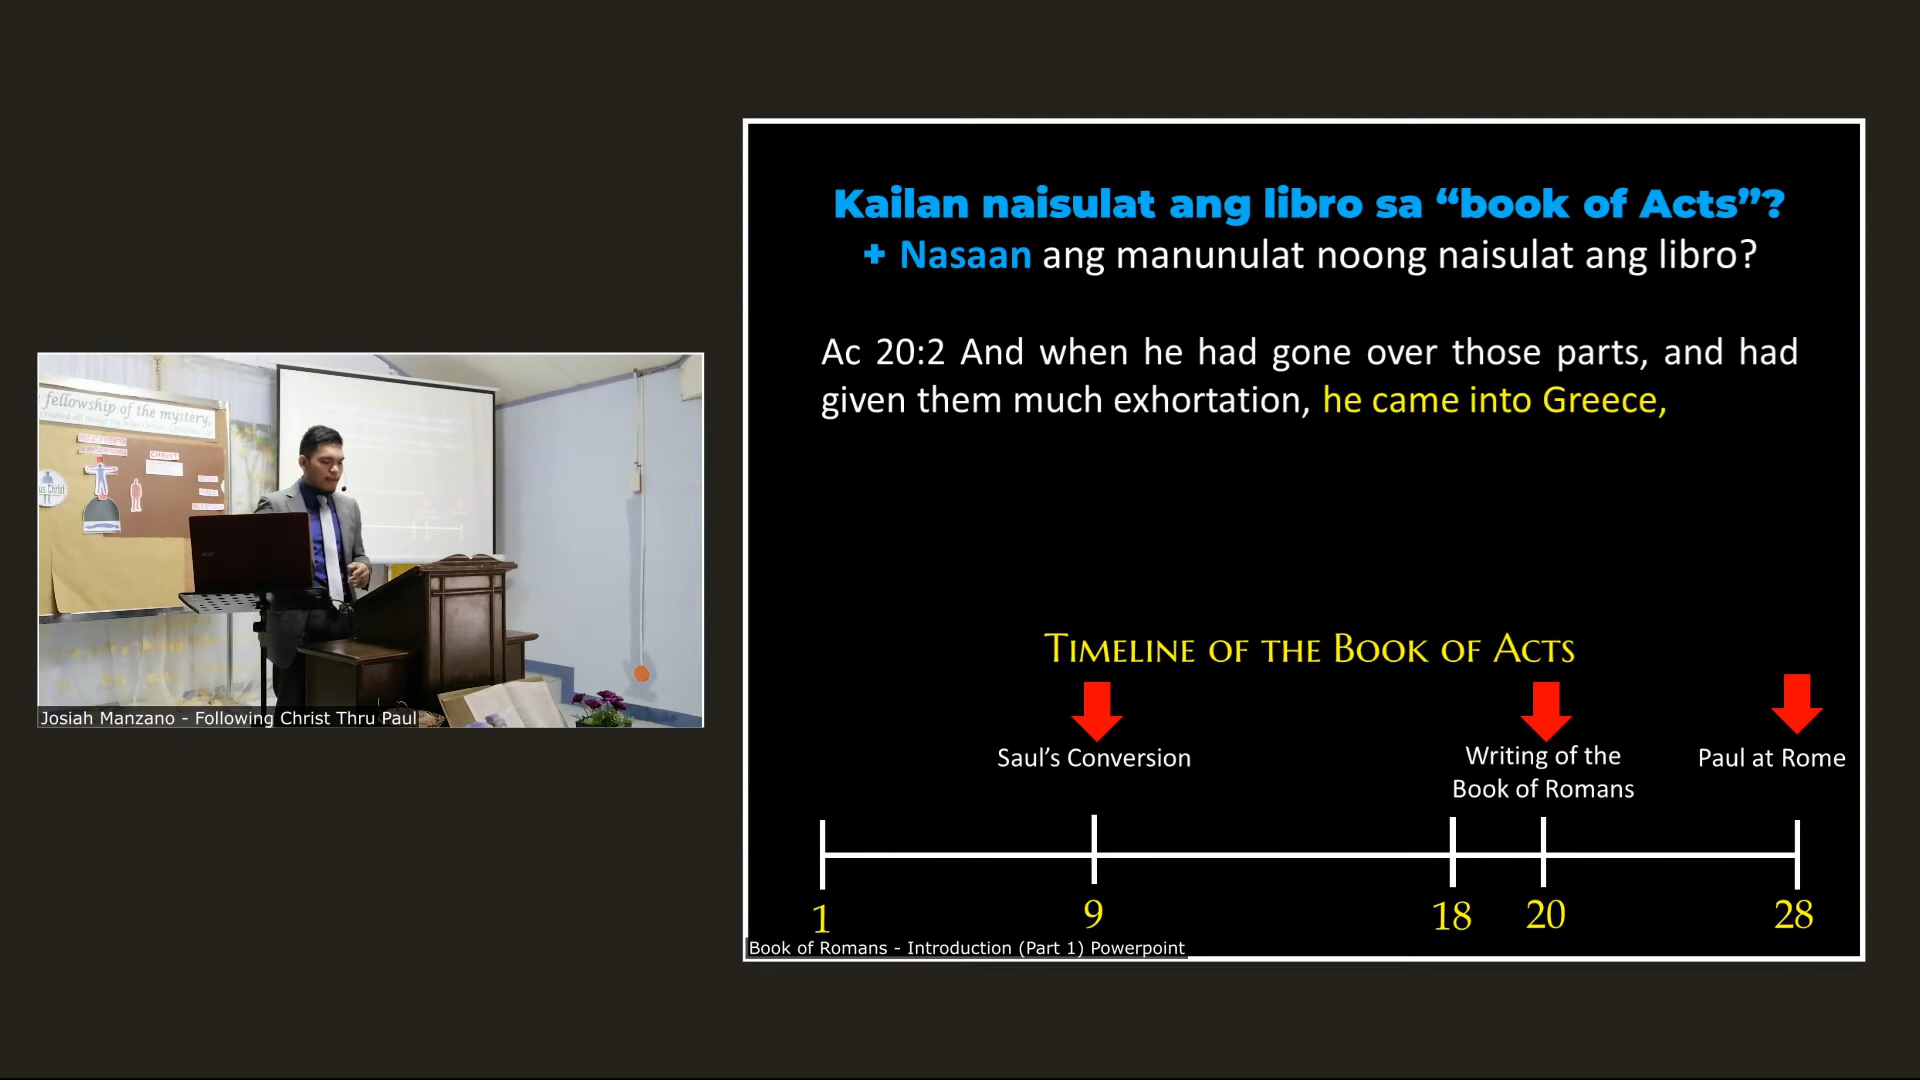 fellowship of the mystery,
CHRIST
us Christ
Josiah Manzano - Following Christ Thru Paul
Kailan naisulat ang libro sa “book of Acts”?
+ Nasaan ang manunulat noong naisulat ang libro?
Ac 20:2 And when he had gone over those parts, and had
given them much exhortation, he came into Greece,
Timeline of the Book of Acts
Saul’s Conversion
Writing of the
Book of Romans
Paul at Rome
1 9 18 20 28
Book of Romans - Introduction (Part 1) Powerpoint